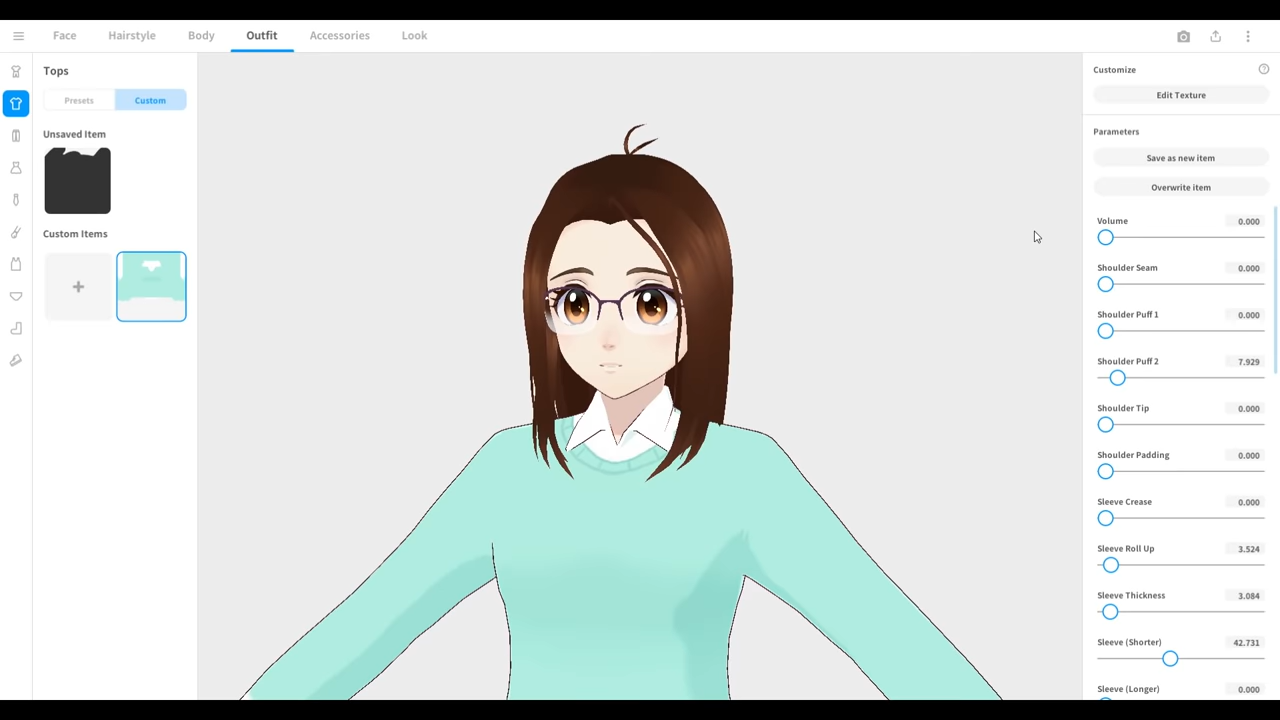 Face Hairstyle Body Outfit Accessories Look
Tops
Presets Custom
Unsaved Item
Custom Items
Customize
Edit Texture
Parameters
Save as new item
Overwrite item
Volume 0.000
Shoulder Seam 0.000
Shoulder Puff 1 0.000
Shoulder Puff 2 7.929
Shoulder Tip 0.000
Shoulder Padding 0.000
Sleeve Crease 0.000
Sleeve Roll Up 3.524
Sleeve Thickness 3.084
Sleeve (Shorter) 42.731
Sleeve (Longer) 0.000